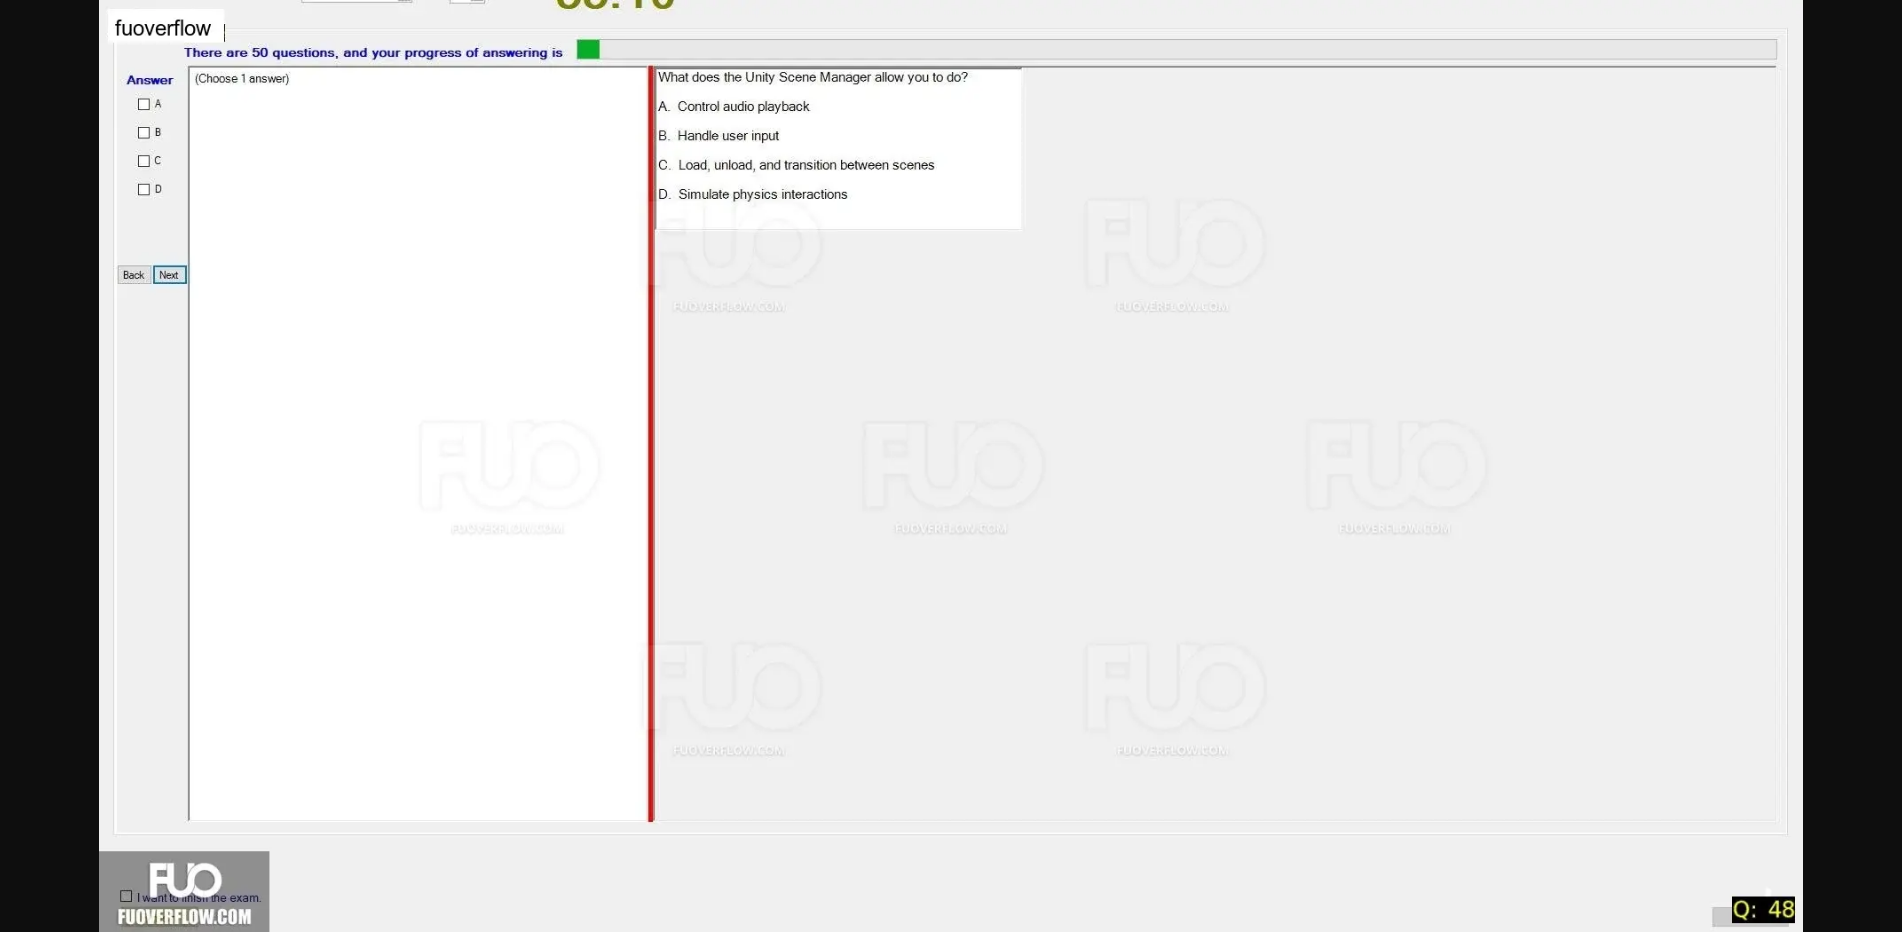 fuoverflow
There are 50 questions, and your progress of answering is
Answer
(Choose 1 answer)
A
B
C
D
Back Next
What does the Unity Scene Manager allow you to do?
A. Control audio playback
B. Handle user input
C. Load, unload, and transition between scenes
D. Simulate physics interactions
FUO
FUOVERFLOW.COM
FUO
FUOVERFLOW.COM
FUO
FUOVERFLOW.COM
FUO
FUOVERFLOW.COM
FUO
FUOVERFLOW.COM
FUO
FUOVERFLOW.COM
FUO
FUOVERFLOW.COM
FUO
I want to finish the exam.
FUOVERFLOW.COM
Q: 48